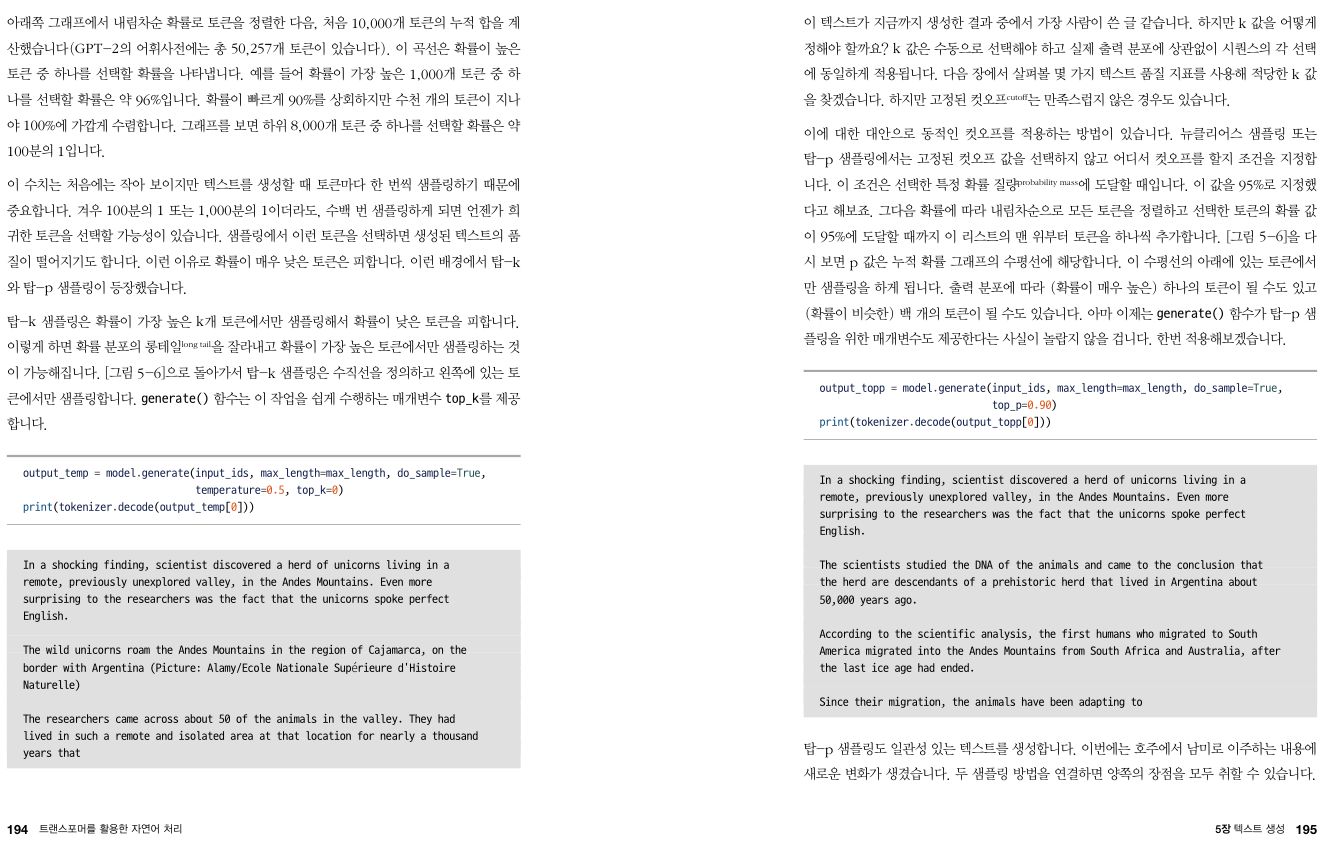 아래쪽 그래프에서 내림차순 확률로 토큰을 정렬한 다음, 처음 10,000개 토큰의 누적 합을 계
산했습니다(GPT-2의 어휘사전에는 총 50,257개 토큰이 있습니다). 이 곡선은 확률이 높은
토큰 중 하나를 선택할 확률을 나타냅니다. 예를 들어 확률이 가장 높은 1,000개 토큰 중 하
나를 선택할 확률은 약 96%입니다. 확률이 빠르게 90%를 상회하지만 수천 개의 토큰이 지나
야 100%에 가깝게 수렴합니다. 그래프를 보면 하위 8,000개 토큰 중 하나를 선택할 확률은 약
100분의 1입니다.
이 수치는 처음에는 작아 보이지만 텍스트를 생성할 때 토큰마다 한 번씩 샘플링하기 때문에
중요합니다. 겨우 100분의 1 또는 1,000분의 1이더라도, 수백 번 샘플링하게 되면 언젠가 희
귀한 토큰을 선택할 가능성이 있습니다. 샘플링에서 이런 토큰을 선택하면 생성된 텍스트의 품
질이 떨어지기도 합니다. 이런 이유로 확률이 매우 낮은 토큰은 피합니다. 이런 배경에서 탑-k
와 탑-p 샘플링이 등장했습니다.
탑-k 샘플링은 확률이 가장 높은 k개 토큰에서만 샘플링해서 확률이 낮은 토큰을 피합니다.
이렇게 하면 확률 분포의 롱테일long tail을 잘라내고 확률이 가장 높은 토큰에서만 샘플링하는 것
이 가능해집니다. [그림 5-6]으로 돌아가서 탑-k 샘플링은 수직선을 정의하고 왼쪽에 있는 토
큰에서만 샘플링합니다. generate() 함수는 이 작업을 쉽게 수행하는 매개변수 top_k를 제공
합니다.
output_temp = model.generate(input_ids, max_length=max_length, do_sample=True,
temperature=0.5, top_k=0)
print(tokenizer.decode(output_temp[0]))
In a shocking finding, scientist discovered a herd of unicorns living in a
remote, previously unexplored valley, in the Andes Mountains. Even more
surprising to the researchers was the fact that the unicorns spoke perfect
English.
The wild unicorns roam the Andes Mountains in the region of Cajamarca, on the
border with Argentina (Picture: Alamy/Ecole Nationale Supérieure d'Histoire
Naturelle)
The researchers came across about 50 of the animals in the valley. They had
lived in such a remote and isolated area at that location for nearly a thousand
years that
194 트랜스포머를 활용한 자연어 처리
이 텍스트가 지금까지 생성한 결과 중에서 가장 사람이 쓴 글 같습니다. 하지만 k 값을 어떻게
정해야 할까요? k 값은 수동으로 선택해야 하고 실제 출력 분포에 상관없이 시퀀스의 각 선택
에 동일하게 적용됩니다. 다음 장에서 살펴볼 몇 가지 텍스트 품질 지표를 사용해 적당한 k 값
을 찾겠습니다. 하지만 고정된 컷오프cutoff는 만족스럽지 않은 경우도 있습니다.
이에 대한 대안으로 동적인 컷오프를 적용하는 방법이 있습니다. 뉴클리어스 샘플링 또는
탑-p 샘플링에서는 고정된 컷오프 값을 선택하지 않고 어디서 컷오프를 할지 조건을 지정합
니다. 이 조건은 선택한 특정 확률 질량probability mass에 도달할 때입니다. 이 값을 95%로 지정했
다고 해보죠. 그다음 확률에 따라 내림차순으로 모든 토큰을 정렬하고 선택한 토큰의 확률 값
이 95%에 도달할 때까지 이 리스트의 맨 위부터 토큰을 하나씩 추가합니다. [그림 5-6]을 다
시 보면 p 값은 누적 확률 그래프의 수평선에 해당합니다. 이 수평선의 아래에 있는 토큰에서
만 샘플링을 하게 됩니다. 출력 분포에 따라 (확률이 매우 높은) 하나의 토큰이 될 수도 있고
(확률이 비슷한) 백 개의 토큰이 될 수도 있습니다. 아마 이제는 generate() 함수가 탑-p 샘
플링을 위한 매개변수도 제공한다는 사실이 놀랍지 않을 겁니다. 한번 적용해보겠습니다.
output_topp = model.generate(input_ids, max_length=max_length, do_sample=True,
top_p=0.90)
print(tokenizer.decode(output_topp[0]))
In a shocking finding, scientist discovered a herd of unicorns living in a
remote, previously unexplored valley, in the Andes Mountains. Even more
surprising to the researchers was the fact that the unicorns spoke perfect
English.
The scientists studied the DNA of the animals and came to the conclusion that
the herd are descendants of a prehistoric herd that lived in Argentina about
50,000 years ago.
According to the scientific analysis, the first humans who migrated to South
America migrated into the Andes Mountains from South Africa and Australia, after
the last ice age had ended.
Since their migration, the animals have been adapting to
탑-p 샘플링도 일관성 있는 텍스트를 생성합니다. 이번에는 호주에서 남미로 이주하는 내용에
새로운 변화가 생겼습니다. 두 샘플링 방법을 연결하면 양쪽의 장점을 모두 취할 수 있습니다.
5장 텍스트 생성 195